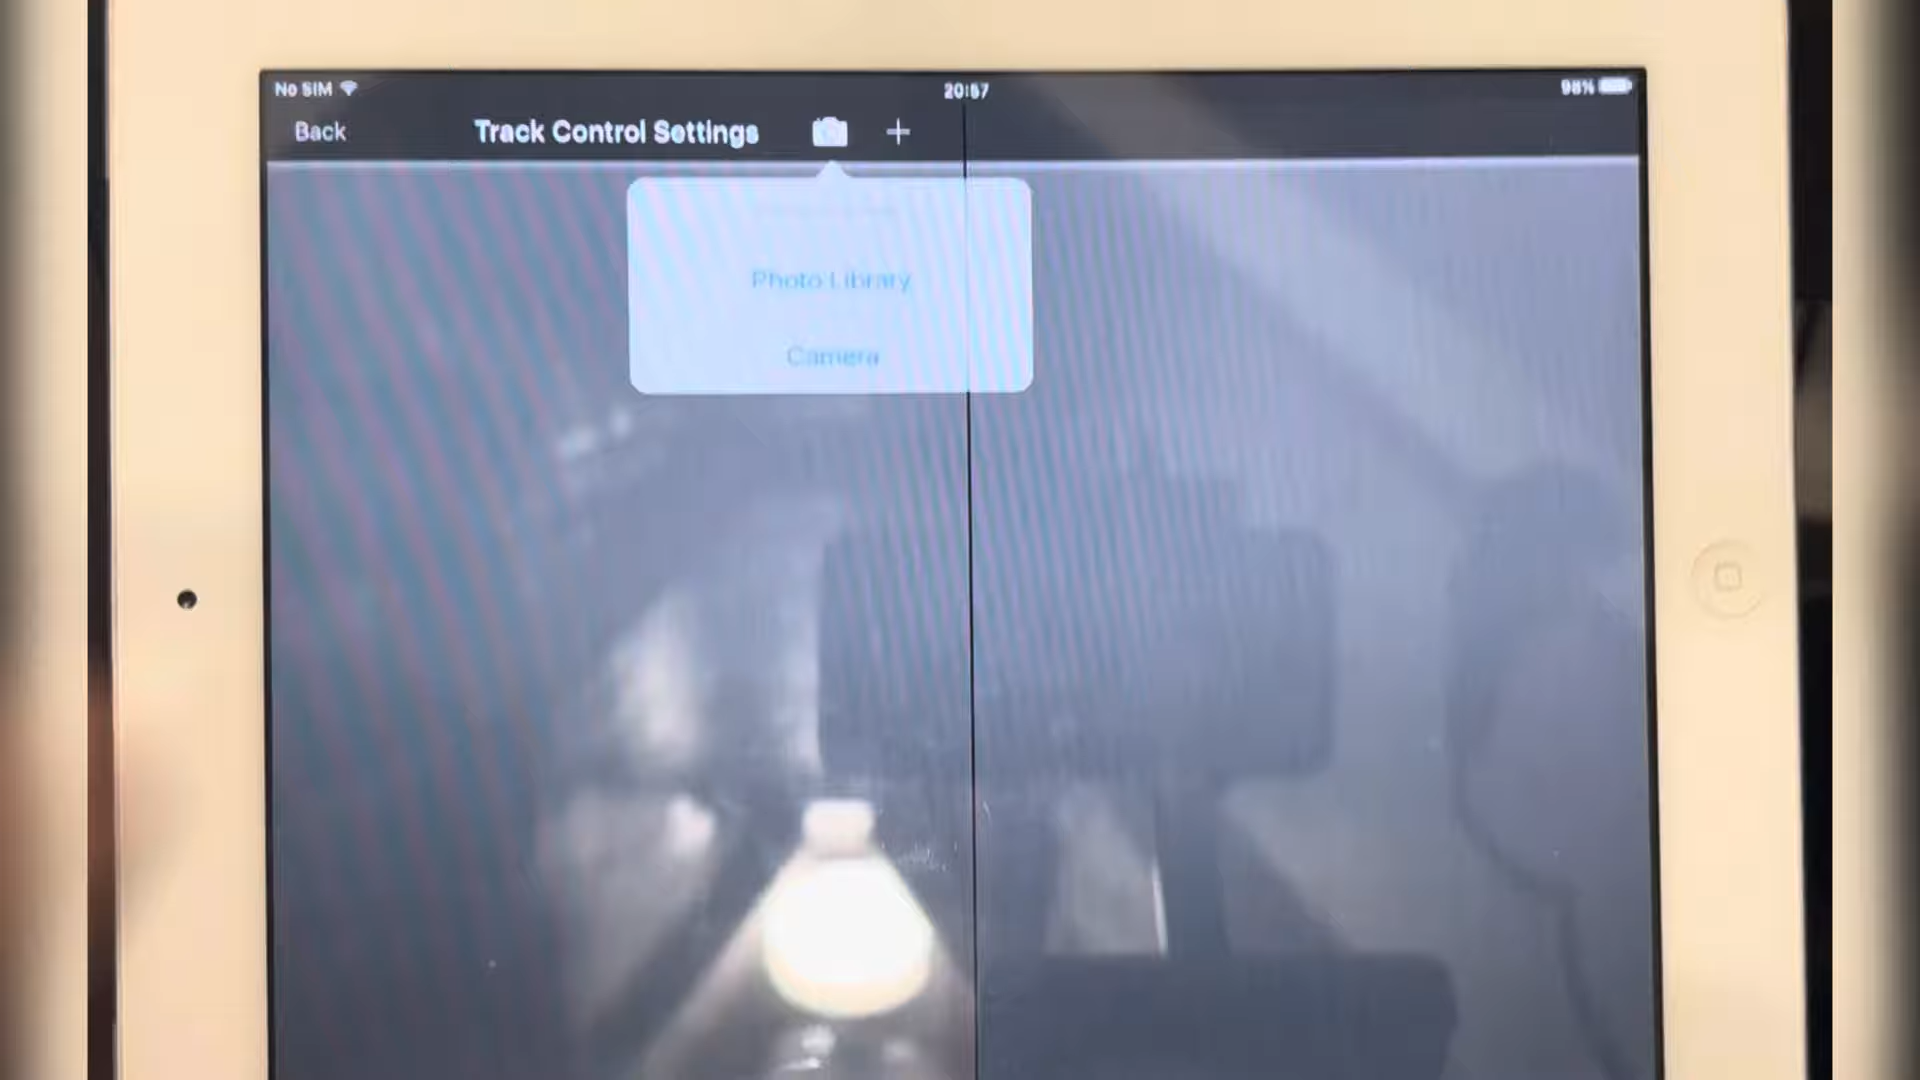 No SIM
20:57
98%
Back
Track Control Settings
Photo Library
Camera